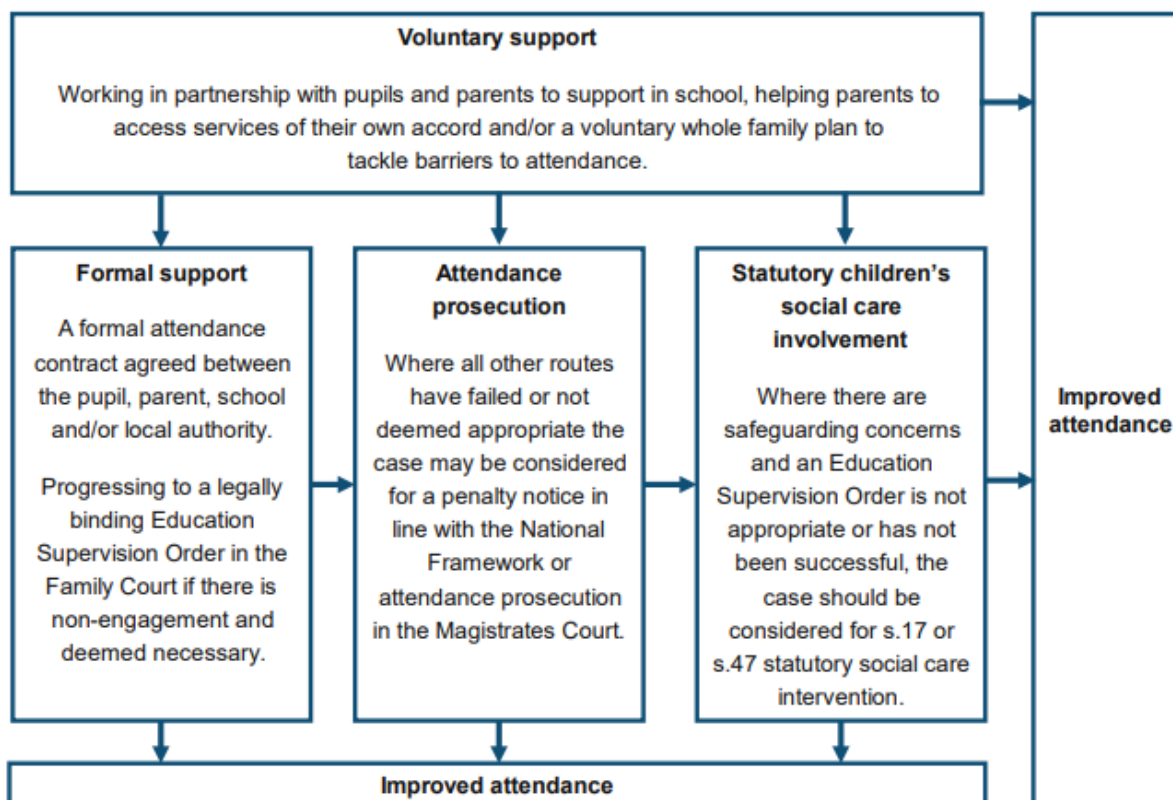 Voluntary support
Working in partnership with pupils and parents to support in school, helping parents to
access services of their own accord and/or a voluntary whole family plan to
tackle barriers to attendance.
Formal support
A formal attendance
contract agreed between
the pupil, parent, school
and/or local authority.
Progressing to a legally
binding Education
Supervision Order in the
Family Court if there is
non-engagement and
deemed necessary.
Attendance
prosecution
Where all other routes
have failed or not
deemed appropriate the
case may be considered
for a penalty notice in
line with the National
Framework or
attendance prosecution
in the Magistrates Court.
Statutory children’s
social care
involvement
Where there are
safeguarding concerns
and an Education
Supervision Order is not
appropriate or has not
been successful, the
case should be
considered for s.17 or
s.47 statutory social care
intervention.
Improved
attendance
Improved attendance